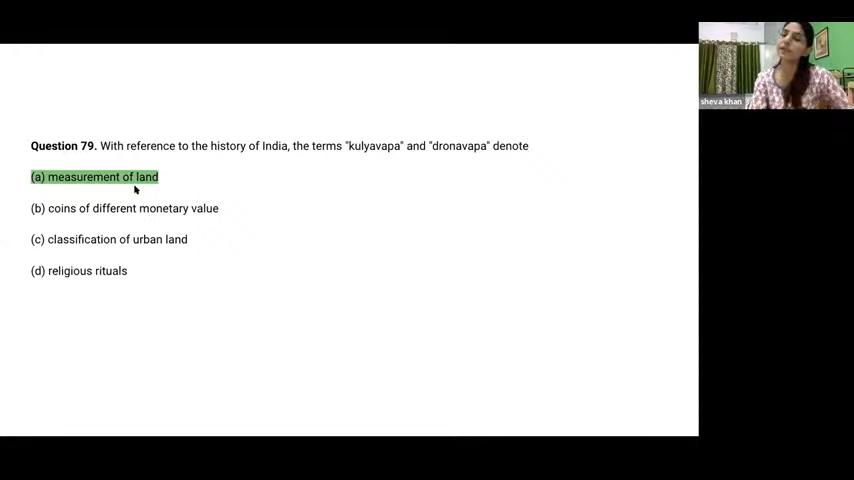 sheva khan
Question 79. With reference to the history of India, the terms "kulyavapa" and "dronavapa" denote
(a) measurement of land
(b) coins of different monetary value
(c) classification of urban land
(d) religious rituals